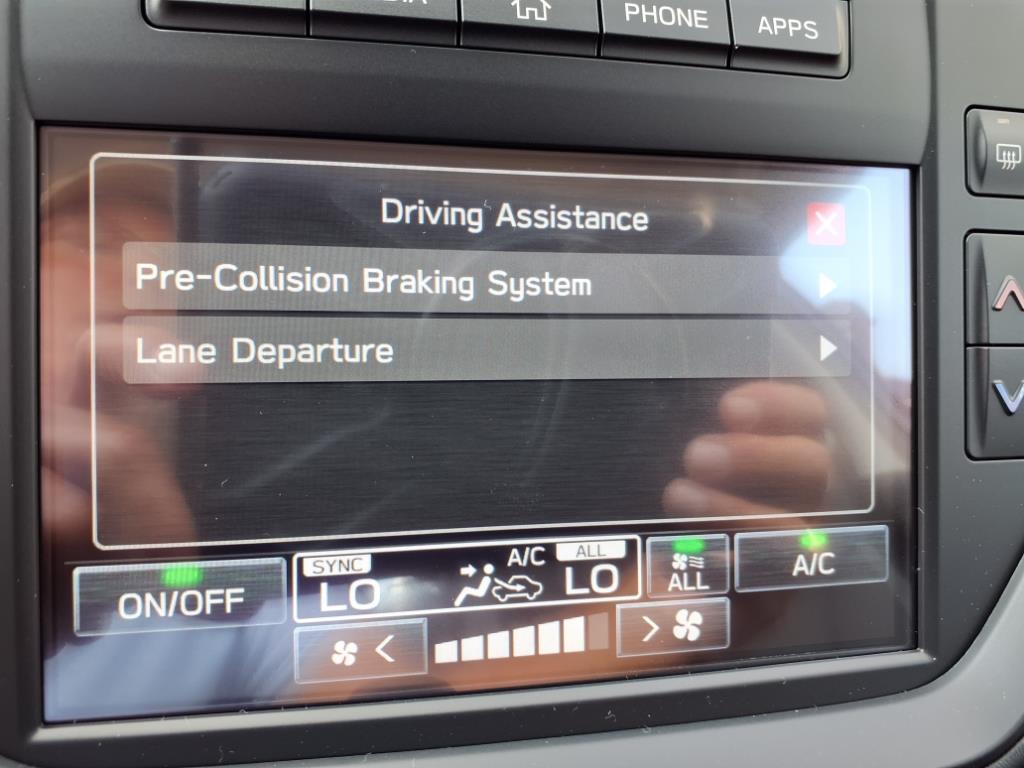 PHONE
APPS
Driving Assistance
Pre-Collision Braking System
Lane Departure
ON/OFF
SYNC
LO
A/C
ALL
LO
ALL
A/C